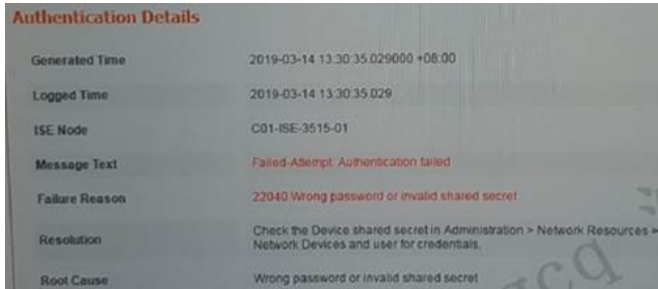 Authentication Details
Generated Time 2019-03-14 13:30:35.029000 +08:00
Logged Time 2019-03-14 13:30:35.029
ISE Node C01-ISE-3515-01
Message Text Failed-Attempt: Authentication failed
Failure Reason 22040 Wrong password or invalid shared secret
Resolution Check the Device shared secret in Administration > Network Resources >
Network Devices and user for credentials.
Root Cause Wrong password or invalid shared secret